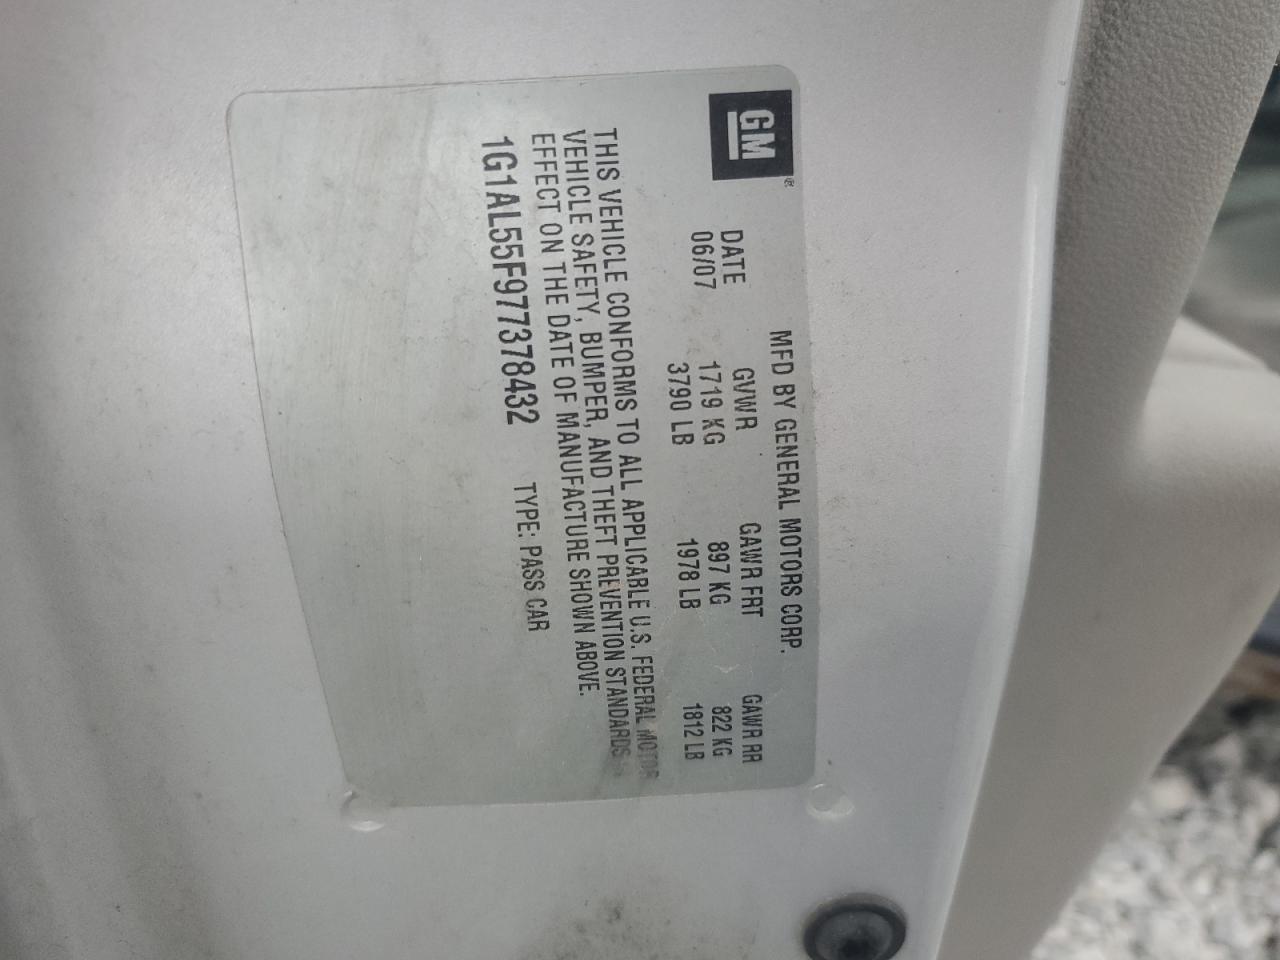 GM®
MFD BY GENERAL MOTORS CORP.
DATE GVWR GAWR FRT GAWR RR
06/07 1719 KG 897 KG 822 KG
3790 LB 1978 LB 1812 LB
THIS VEHICLE CONFORMS TO ALL APPLICABLE U.S. FEDERAL MOTOR
VEHICLE SAFETY, BUMPER, AND THEFT PREVENTION STANDARDS
EFFECT ON THE DATE OF MANUFACTURE SHOWN ABOVE.
1G1AL55F977378432 TYPE: PASS CAR